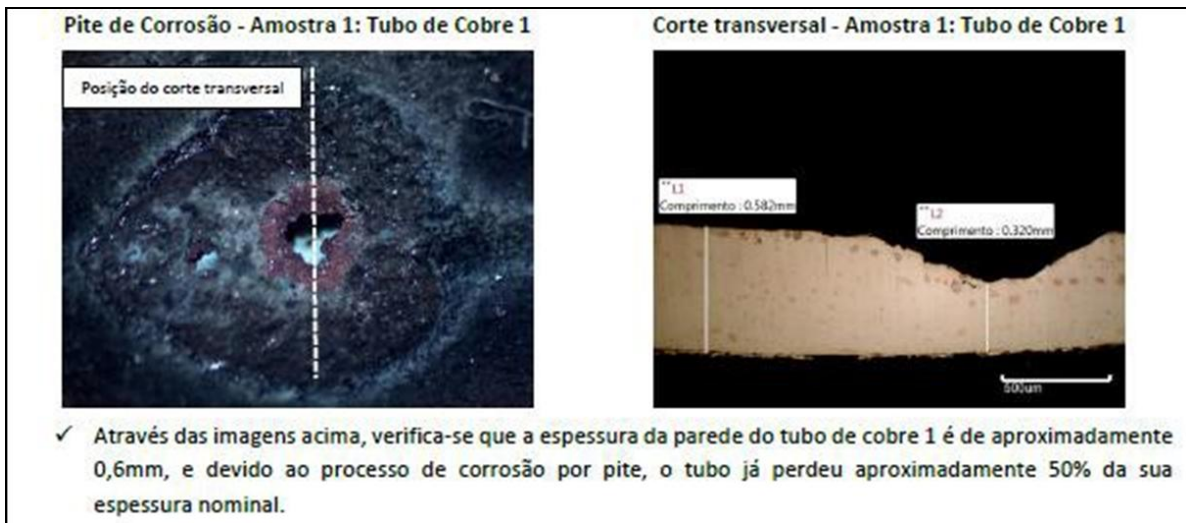 Pite de Corrosão - Amostra 1: Tubo de Cobre 1
Corte transversal - Amostra 1: Tubo de Cobre 1
Posição do corte transversal
**L1
Comprimento : 0.582mm
**L2
Comprimento : 0.320mm
500um
✓ Através das imagens acima, verifica-se que a espessura da parede do tubo de cobre 1 é de aproximadamente
0,6mm, e devido ao processo de corrosão por pite, o tubo já perdeu aproximadamente 50% da sua
espessura nominal.